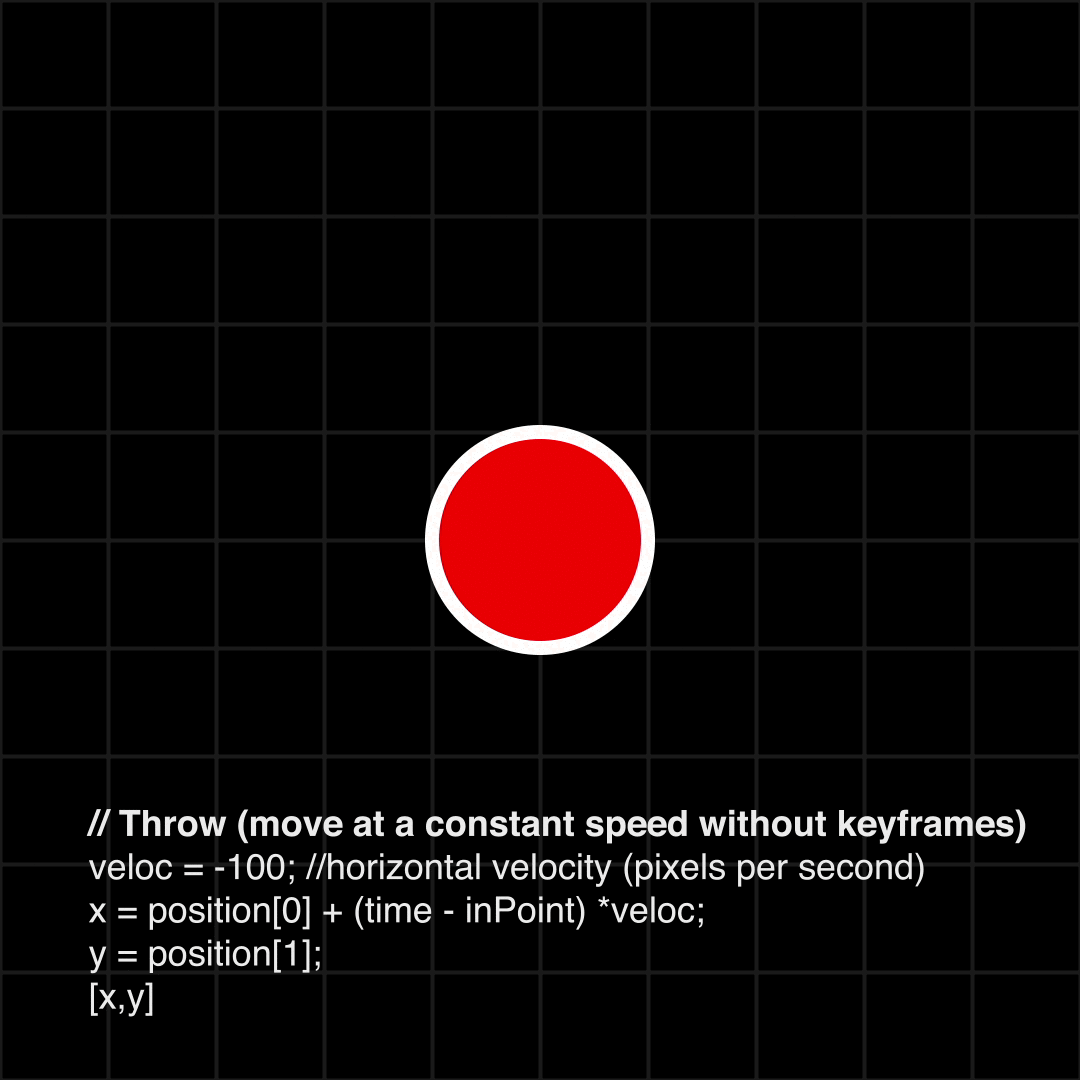 // Throw (move at a constant speed without keyframes)
veloc = -100; //horizontal velocity (pixels per second)
x = position[0] + (time - inPoint) *veloc;
y = position[1];
[x,y]